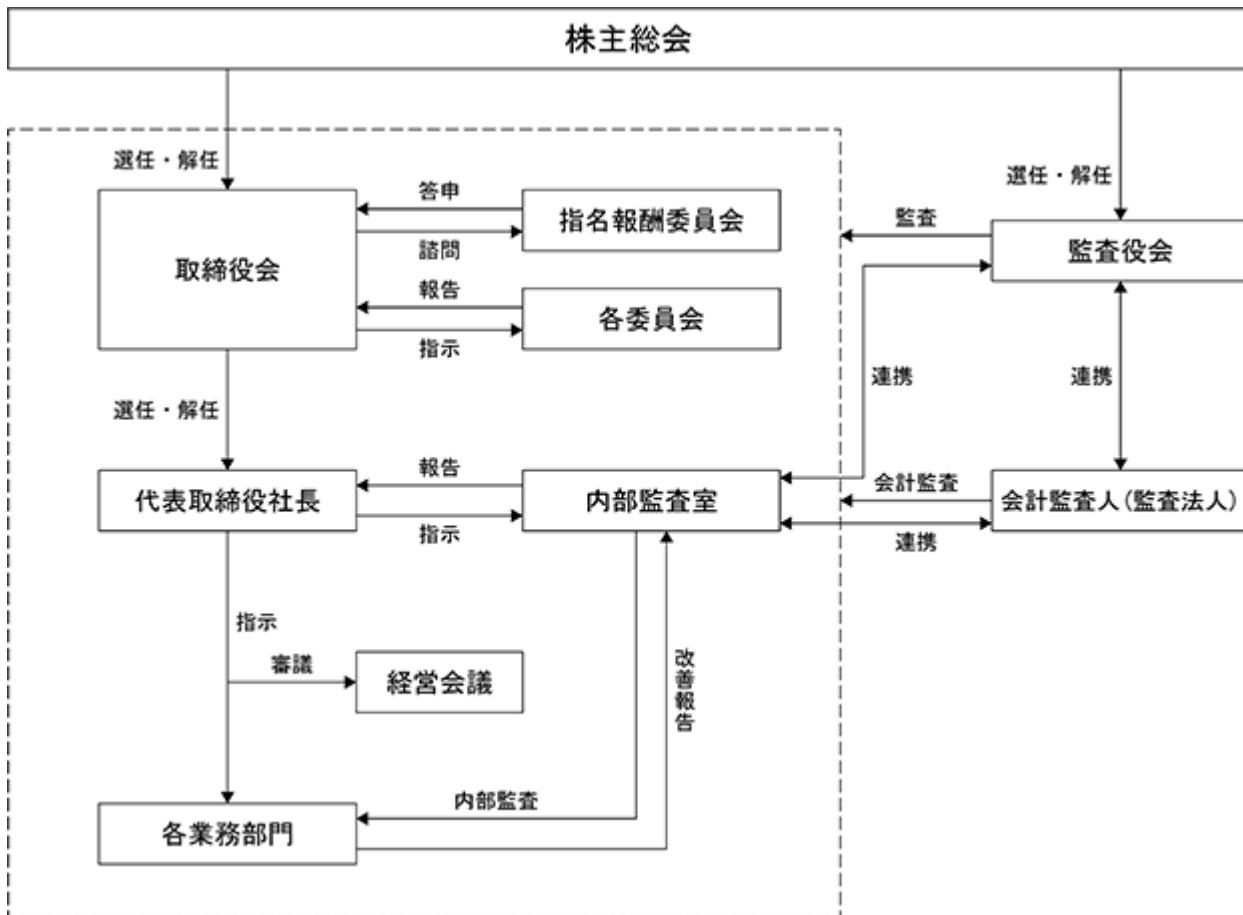 株主総会
選任・解任
選任・解任
答申
指名報酬委員会
諮問
取締役会
監査
監査役会
報告
各委員会
指示
連携
連携
選任・解任
報告
代表取締役社長
内部監査室
指示
会計監査
会計監査人(監査法人)
連携
指示
審議
経営会議
改善報告
内部監査
各業務部門